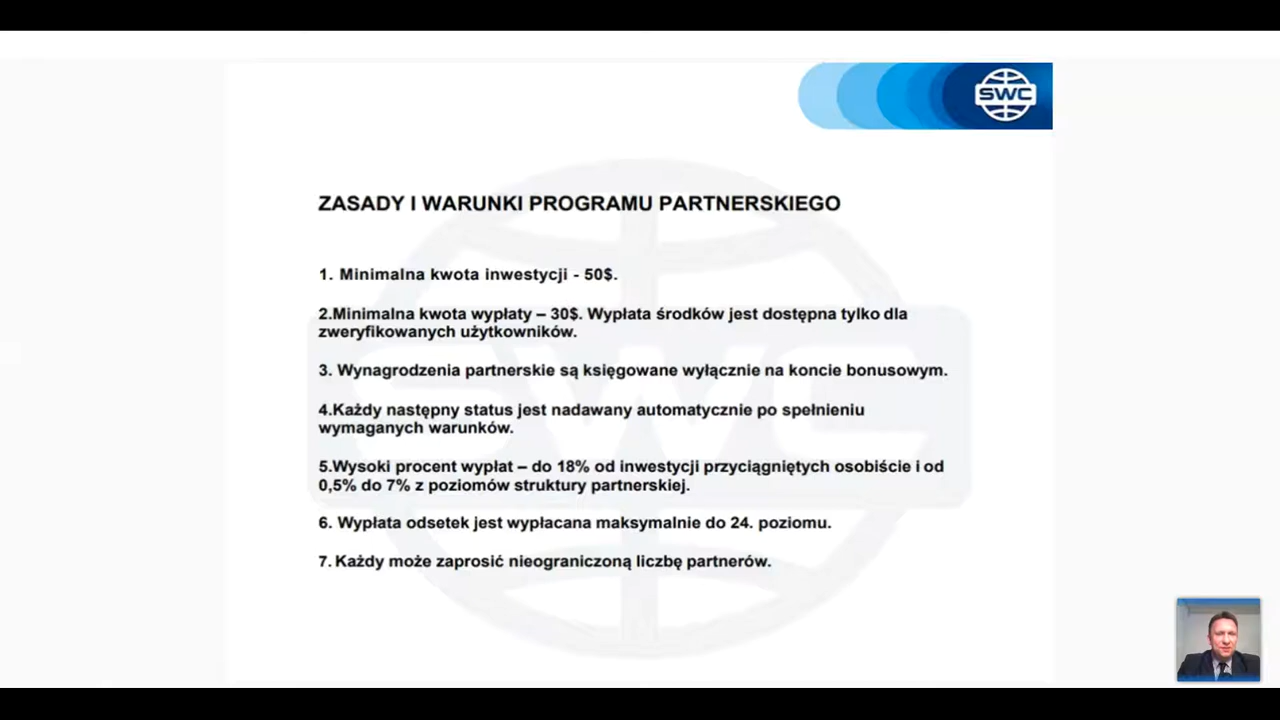 SWC
ZASADY I WARUNKI PROGRAMU PARTNERSKIEGO
1. Minimalna kwota inwestycji - 50$.
2.Minimalna kwota wypłaty – 30$. Wypłata środków jest dostępna tylko dla
zweryfikowanych użytkowników.
3. Wynagrodzenia partnerskie są księgowane wyłącznie na koncie bonusowym.
4.Każdy następny status jest nadawany automatycznie po spełnieniu
wymaganych warunków.
5.Wysoki procent wypłat – do 18% od inwestycji przyciągniętych osobiście i od
0,5% do 7% z poziomów struktury partnerskiej.
6. Wypłata odsetek jest wypłacana maksymalnie do 24. poziomu.
7. Każdy może zaprosić nieograniczoną liczbę partnerów.
SWC